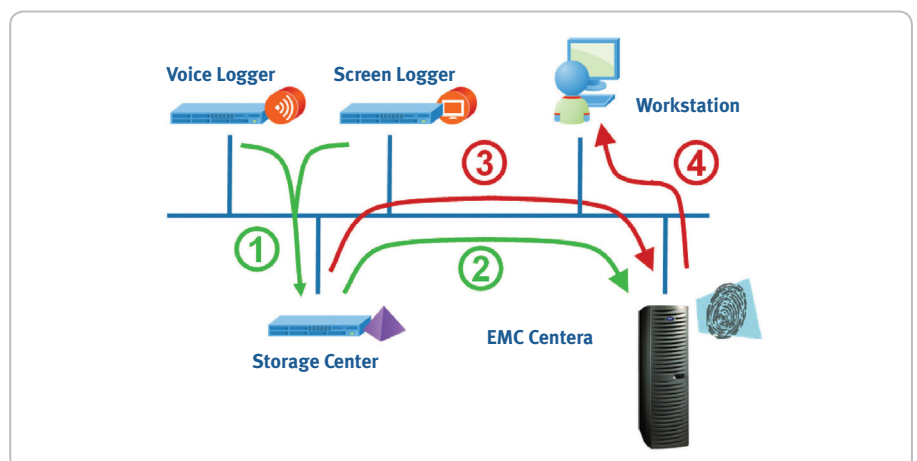 Voice Logger
Screen Logger
Workstation
3
4
1
2
EMC Centera
Storage Center